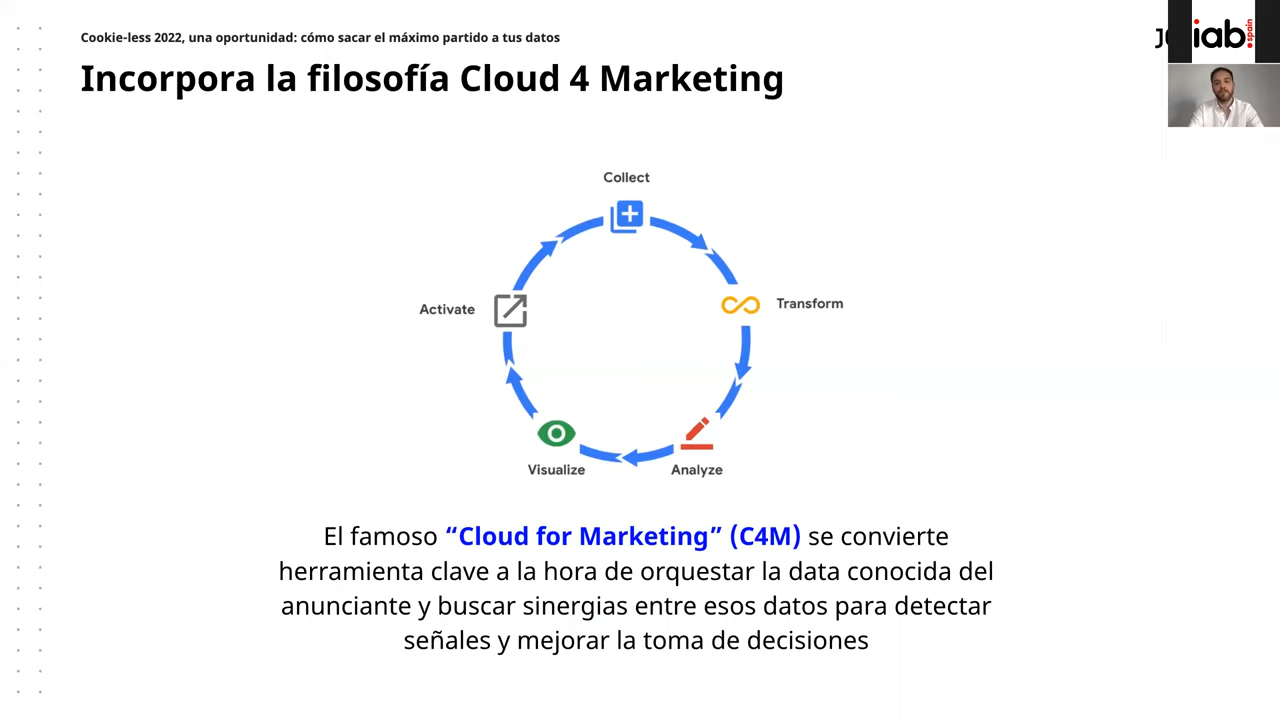 Cookie-less 2022, una oportunidad: cómo sacar el máximo partido a tus datos
Incorpora la filosofía Cloud 4 Marketing
iab
spain
Collect
Activate
Transform
Visualize
Analyze
El famoso “Cloud for Marketing” (C4M) se convierte
herramienta clave a la hora de orquestar la data conocida del
anunciante y buscar sinergias entre esos datos para detectar
señales y mejorar la toma de decisiones